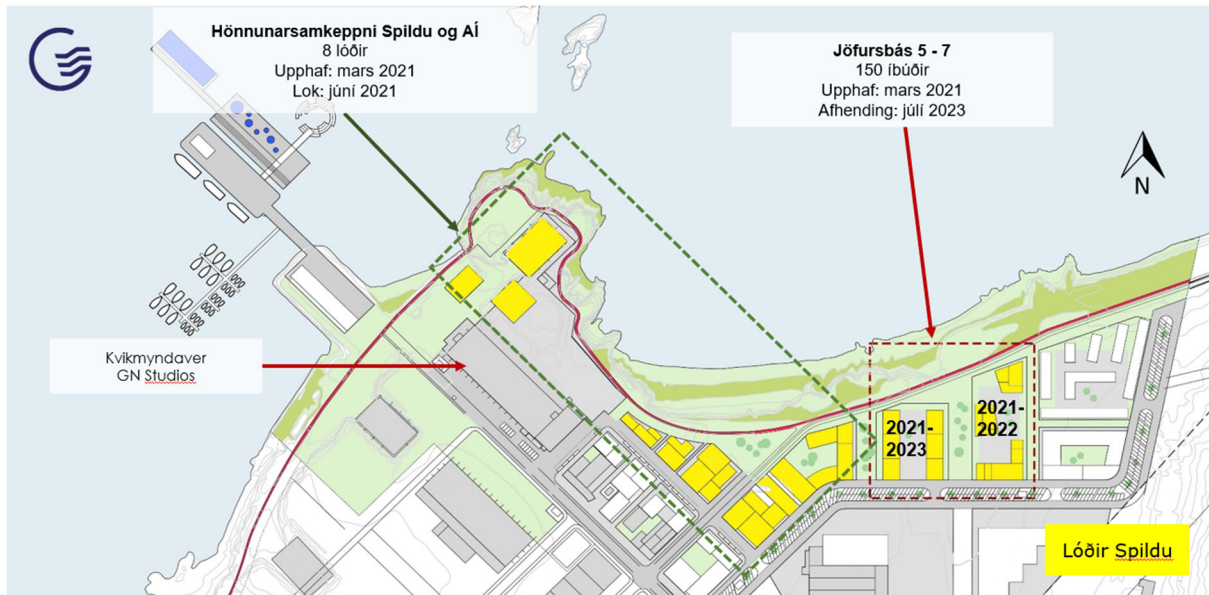 Hönnunarsamkeppni Spildu og AÍ
8 lóðir
Upphaf: mars 2021
Lok: júní 2021
Jöfursbás 5 - 7
150 íbúðir
Upphaf: mars 2021
Afhending: júlí 2023
N
Kvikmyndaver
GN Studios
2021-
2023
2021-
2022
Lóðir Spildu